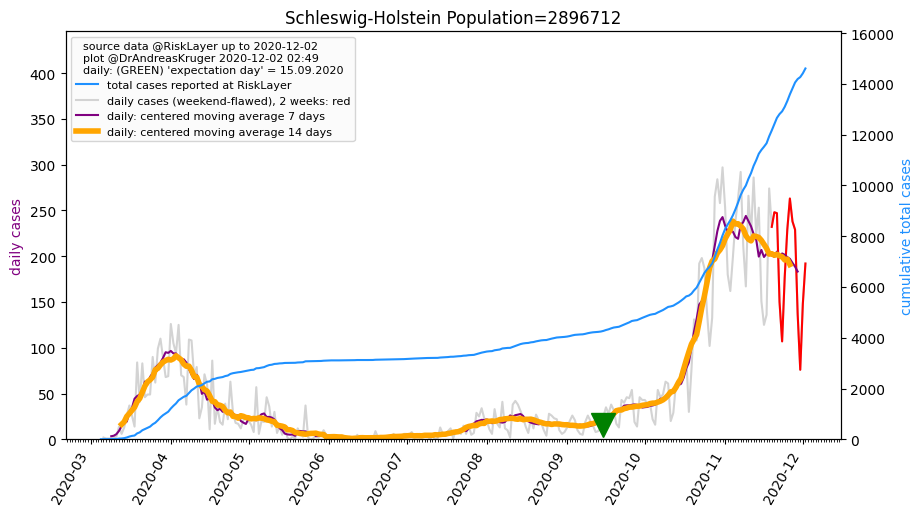 Schleswig-Holstein Population=2896712
source data @RiskLayer up to 2020-12-02
plot @DrAndreasKruger 2020-12-02 02:49
daily: (GREEN) 'expectation day' = 15.09.2020
total cases reported at RiskLayer
daily cases (weekend-flawed), 2 weeks: red
daily: centered moving average 7 days
daily: centered moving average 14 days
daily cases
400
350
300
250
200
150
100
50
0
cumulative total cases
16000
14000
12000
10000
8000
6000
4000
2000
0
2020-03
2020-04
2020-05
2020-06
2020-07
2020-08
2020-09
2020-10
2020-11
2020-12